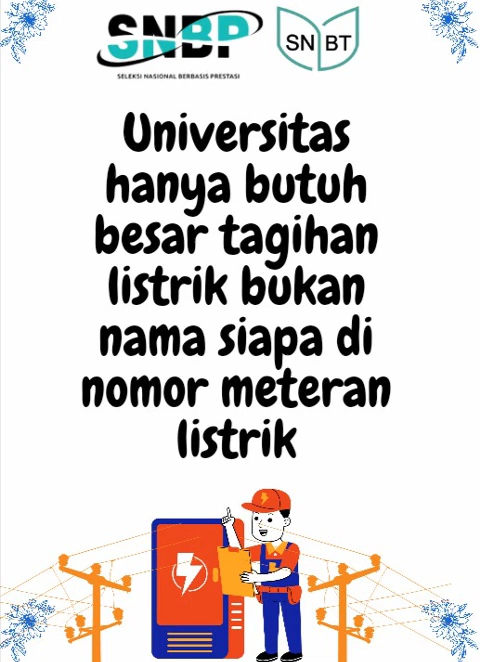 SNBP
SELEKSI NASIONAL BERBASIS PRESTASI
SN BT
Universitas
hanya butuh
besar tagihan
listrik bukan
nama siapa di
nomor meteran
listrik